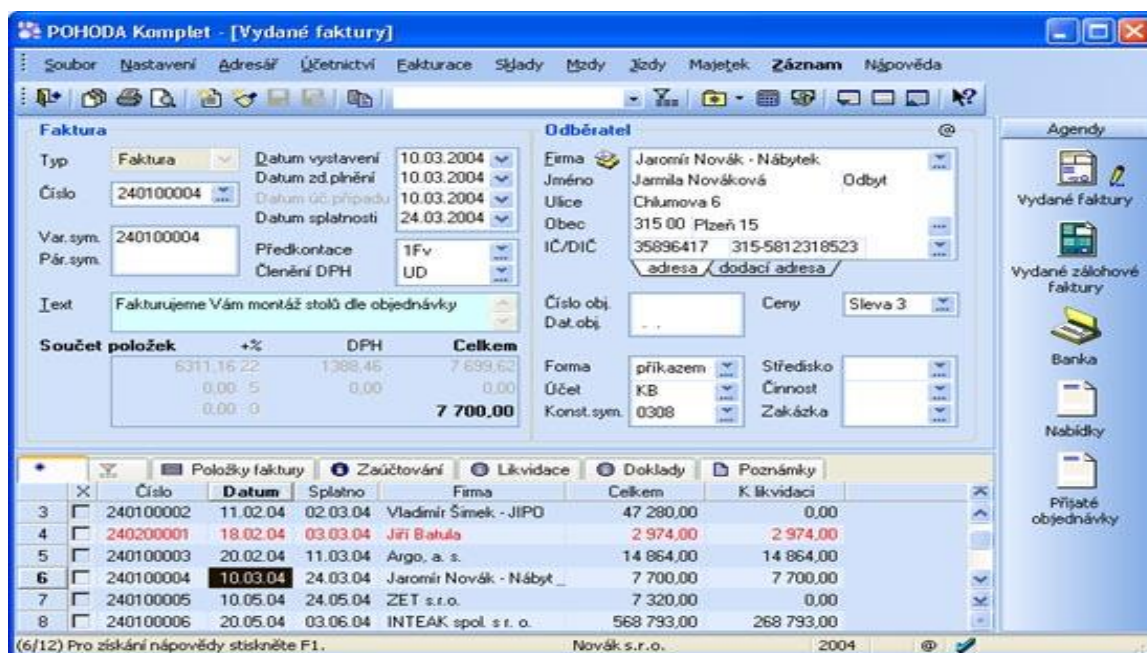 POHODA Komplet - [Vydané faktury]
Soubor Nastavení Adresář Účetnictví Fakturace Sklady Mzdy Jízdy Majetek Záznam Nápověda
Faktura
Typ Faktura
Číslo 240100004
Var.sym. 240100004
Pár.sym.
Datum vystavení 10.03.2004
Datum zd.plnění 10.03.2004
Datum úč.případu 10.03.2004
Datum splatnosti 24.03.2004
Předkontace 1Fv
Členění DPH UD
Text Fakturujeme Vám montáž stolů dle objednávky
Součet položek +% DPH Celkem
6311,16 22 1388,46 7 699,62
0,00 5 0,00 0,00
0,00 0 7 700,00
Odběratel @
Firma Jaromír Novák - Nábytek
Jméno Jarmila Nováková Odbyt
Ulice Chlumova 6
Obec 315 00 Plzeň 15
IČ/DIČ 35896417 315-5812318523
adresa dodací adresa
Číslo obj. Ceny Sleva 3
Dat.obj. . .
Forma příkazem Středisko
Účet KB Činnost
Konst.sym. 0308 Zakázka
Agendy
Vydané faktury
Vydané zálohové
faktury
Banka
Nabídky
Přijaté
objednávky
* Položky faktury Zaúčtování Likvidace Doklady Poznámky
X Číslo Datum Splatno Firma Celkem K likvidaci
3 240100002 11.02.04 02.03.04 Vladimír Šimek - JIPO 47 280,00 0,00
4 240200001 18.02.04 03.03.04 Jiří Batula 2 974,00 2 974,00
5 240100003 20.02.04 11.03.04 Argo, a. s. 14 864,00 14 864,00
6 240100004 10.03.04 24.03.04 Jaromír Novák - Nábyt _ 7 700,00 7 700,00
7 240100005 10.05.04 24.05.04 ZET s.r.o. 7 320,00 0,00
8 240100006 20.05.04 03.06.04 INTEAK spol. s r. o. 568 793,00 268 793,00
(6/12) Pro získání nápovědy stiskněte F1. Novák s.r.o. 2004 @